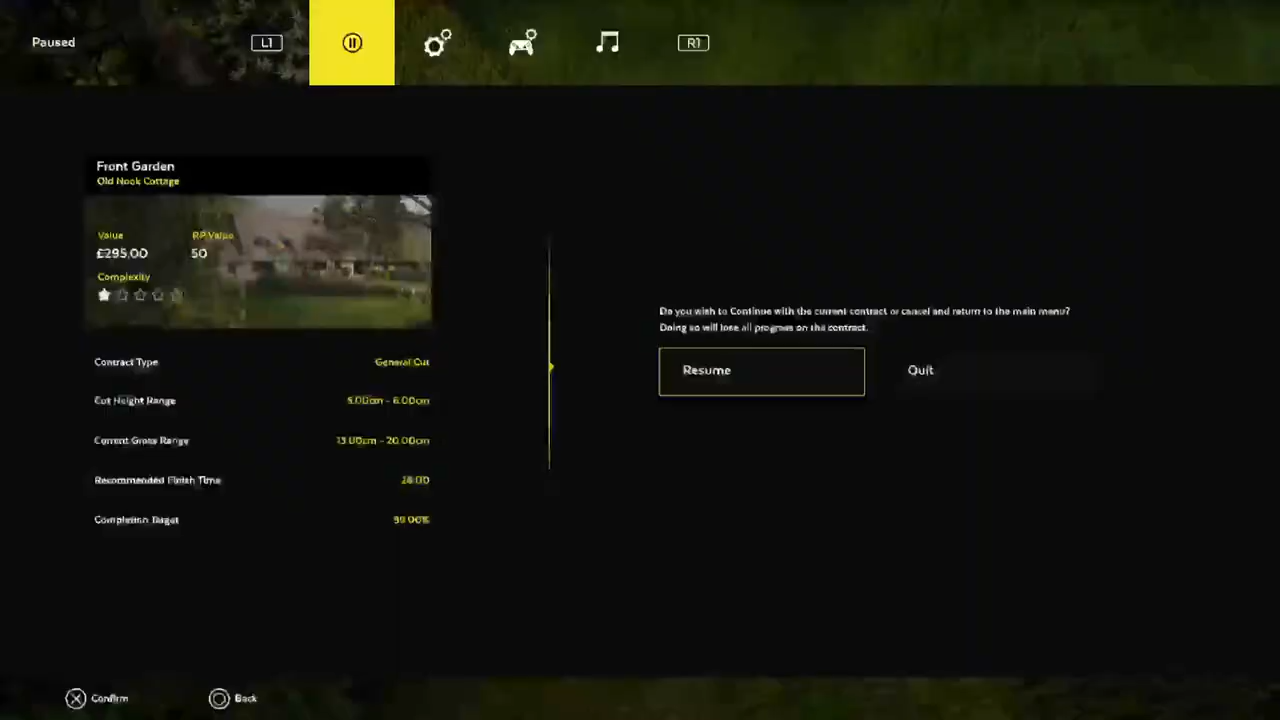 Paused
L1
R1
Front Garden
Old Nook Cottage
Value
RP Value
£295.00
50
Complexity
Do you wish to Continue with the current contract or cancel and return to the main menu?
Doing so will lose all progress on the contract.
Resume
Quit
Contract Type
General Cut
Cut Height Range
5.00cm - 6.00cm
Current Grass Range
13.00cm - 20.00cm
Recommended Finish Time
Completion Target
Confirm
Back